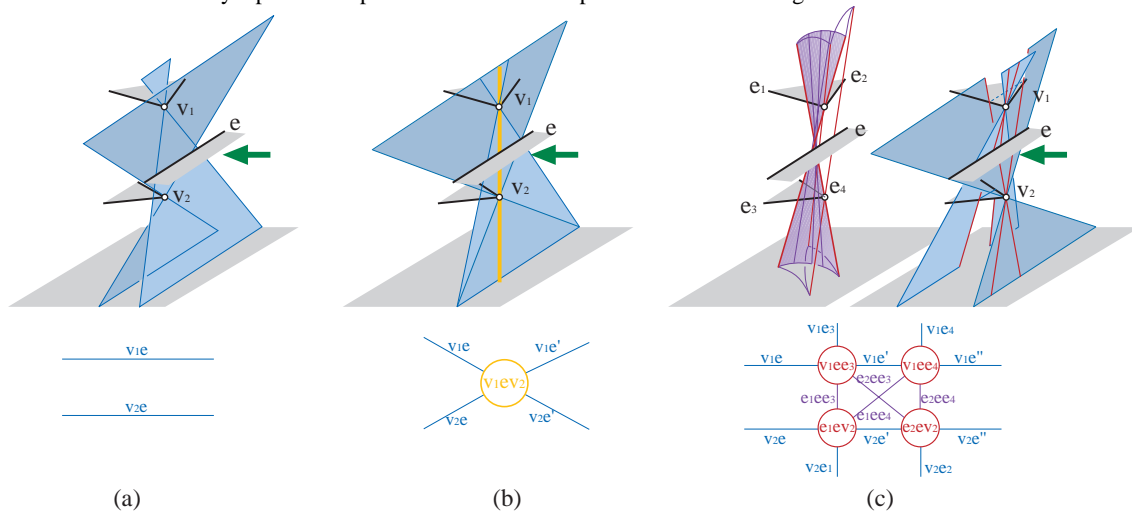 v₁
e
v₂
v₁
e
v₂
e₁
e₂
e
e₃
e₄
v₁
e
v₂
v₁e
v₂e
v₁e
v₁e'
v₁ev₂
v₂e
v₂e'
v₁e₃
v₁e₄
v₁e
v₁ee₃
v₁e'
v₁ee₄
v₁e''
e₂ee₃
e₁ee₃
e₂ee₄
e₁ee₄
v₂e
e₁ev₂
v₂e'
e₂ev₂
v₂e''
v₂e₁
v₂e₂
(a)
(b)
(c)